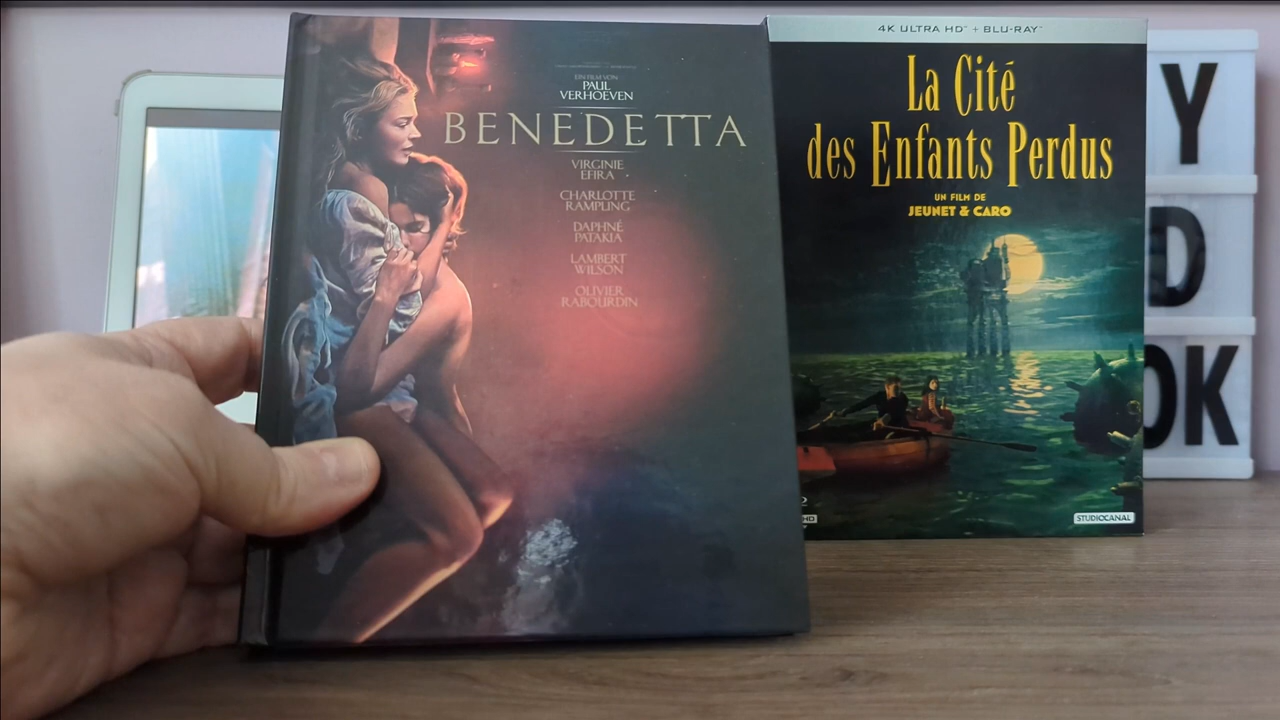 EIN FILM VON
PAUL
VERHOEVEN
BENEDETTA
VIRGINIE
EFIRA
CHARLOTTE
RAMPLING
DAPHNÉ
PATAKIA
LAMBERT
WILSON
OLIVIER
RABOURDIN
4K ULTRA HD + BLU-RAY
La Cité
des Enfants Perdus
UN FILM DE
JEUNET & CARO
HD
STUDIOCANAL
Y
D
OK